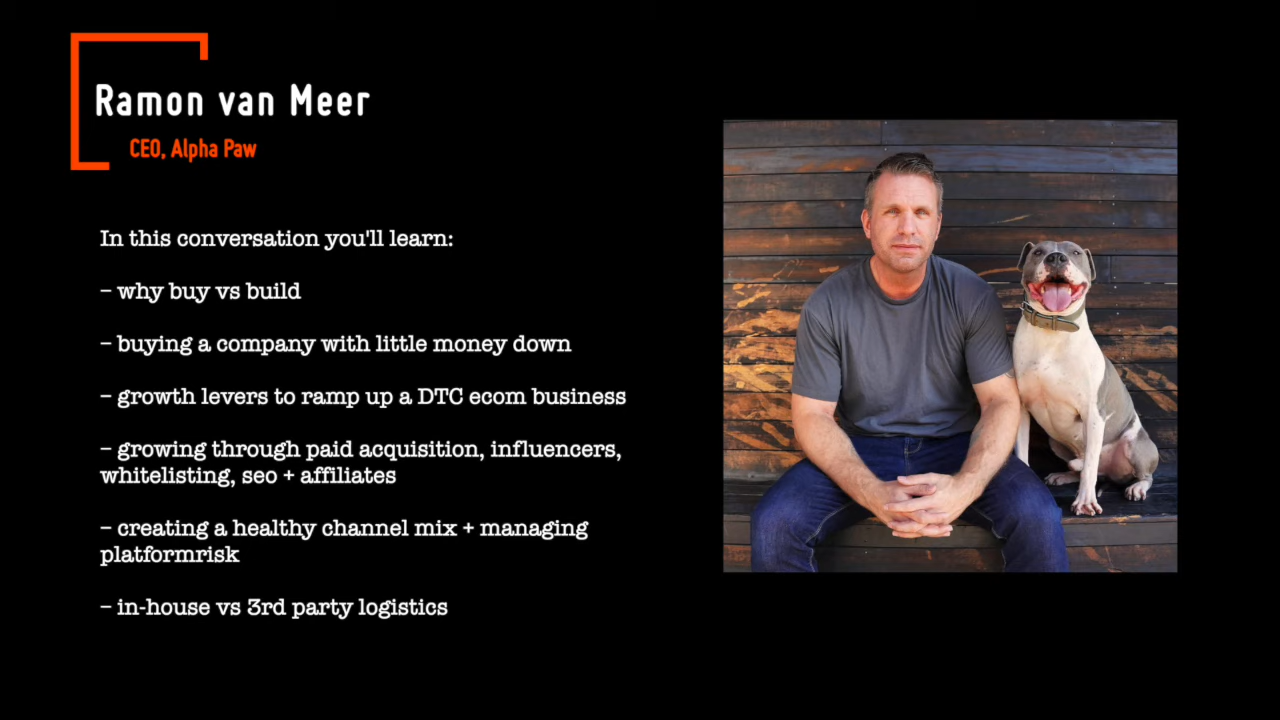 Ramon van Meer
CEO, Alpha Paw
In this conversation you'll learn:
– why buy vs build
– buying a company with little money down
– growth levers to ramp up a DTC ecom business
– growing through paid acquisition, influencers,
whitelisting, seo + affiliates
– creating a healthy channel mix + managing
platformrisk
– in-house vs 3rd party logistics